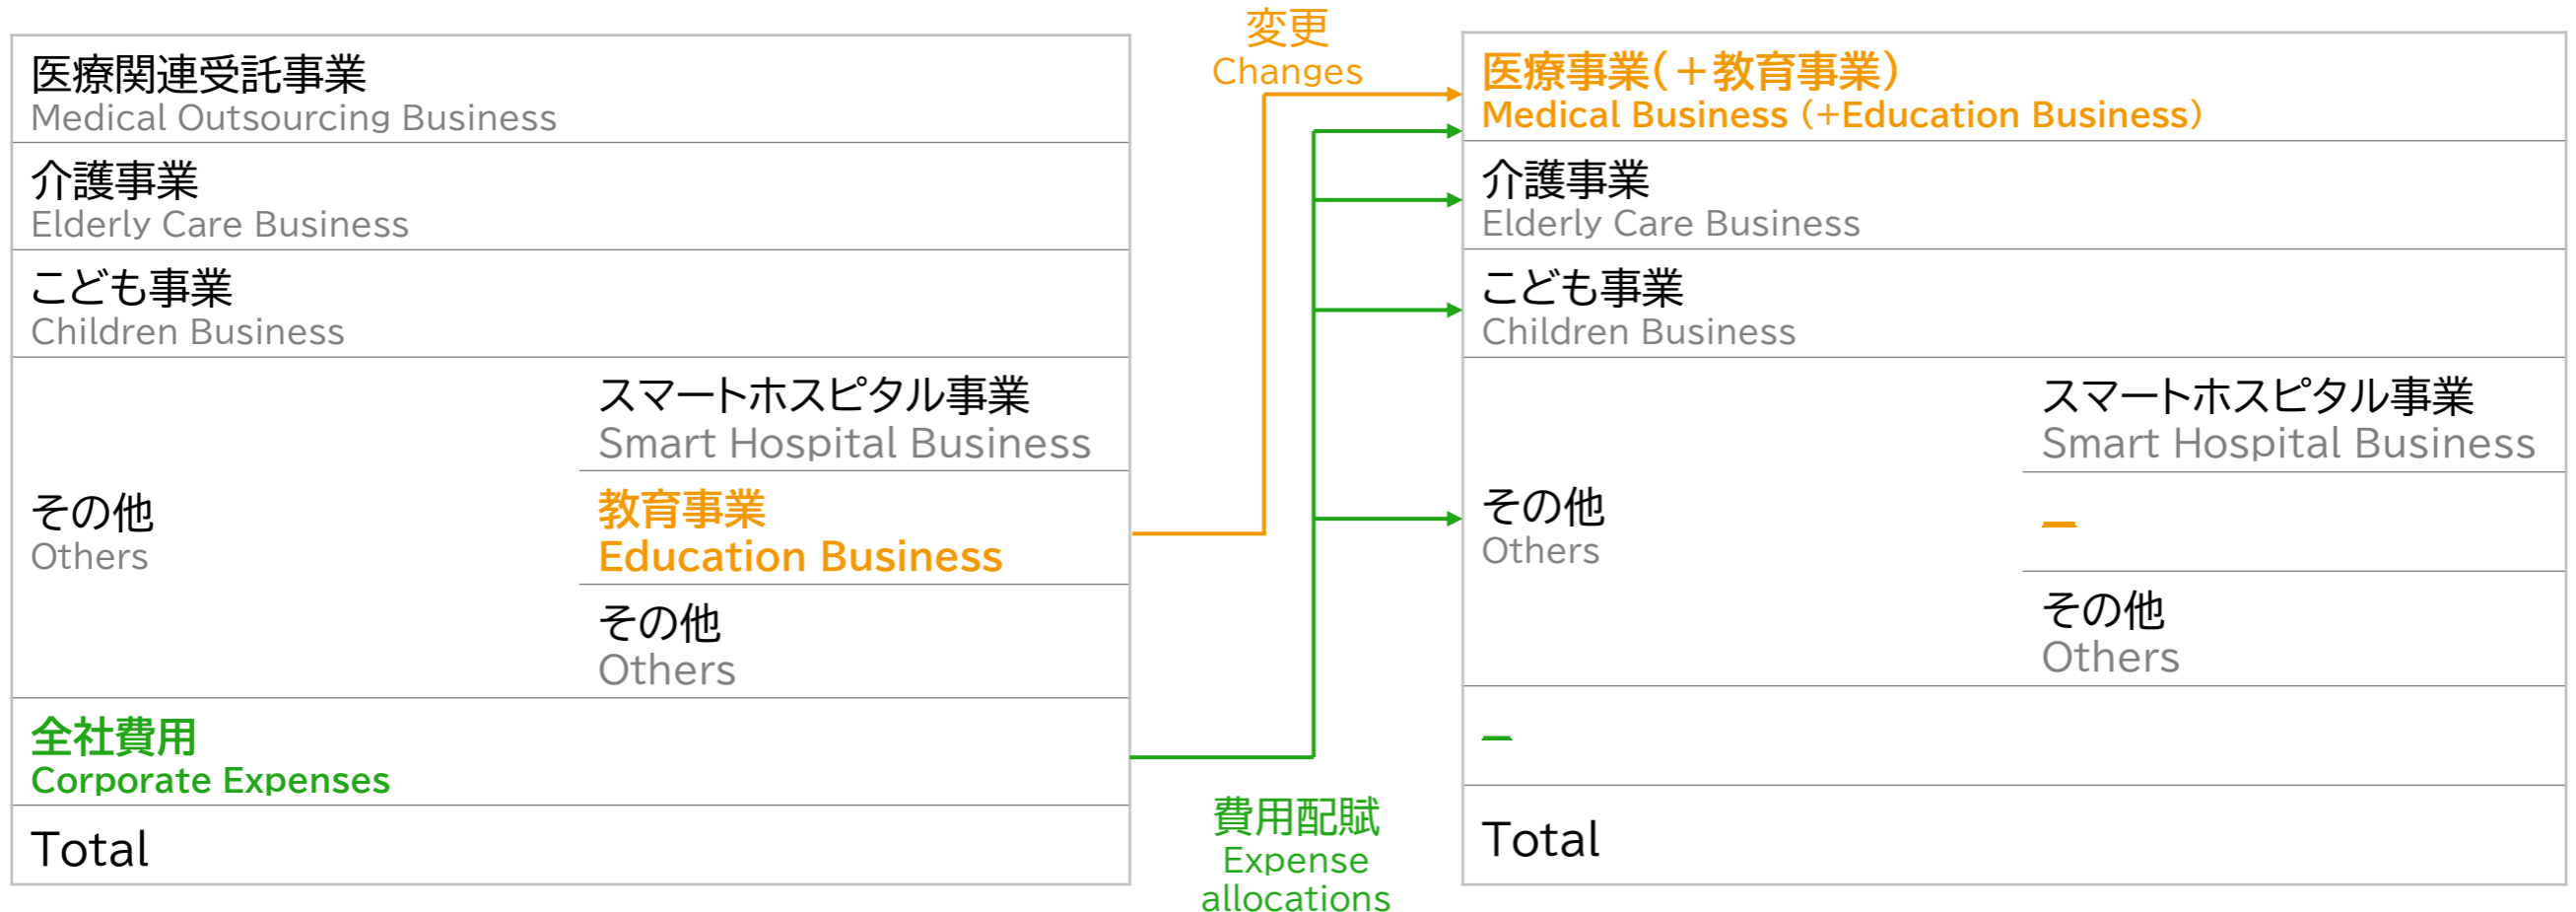 医療関連受託事業
Medical Outsourcing Business
介護事業
Elderly Care Business
こども事業
Children Business
その他
Others
スマートホスピタル事業
Smart Hospital Business
教育事業
Education Business
その他
Others
全社費用
Corporate Expenses
Total
変更
Changes
費用配賦
Expense
allocations
医療事業(＋教育事業)
Medical Business (+Education Business)
介護事業
Elderly Care Business
こども事業
Children Business
その他
Others
スマートホスピタル事業
Smart Hospital Business
ー
その他
Others
ー
Total